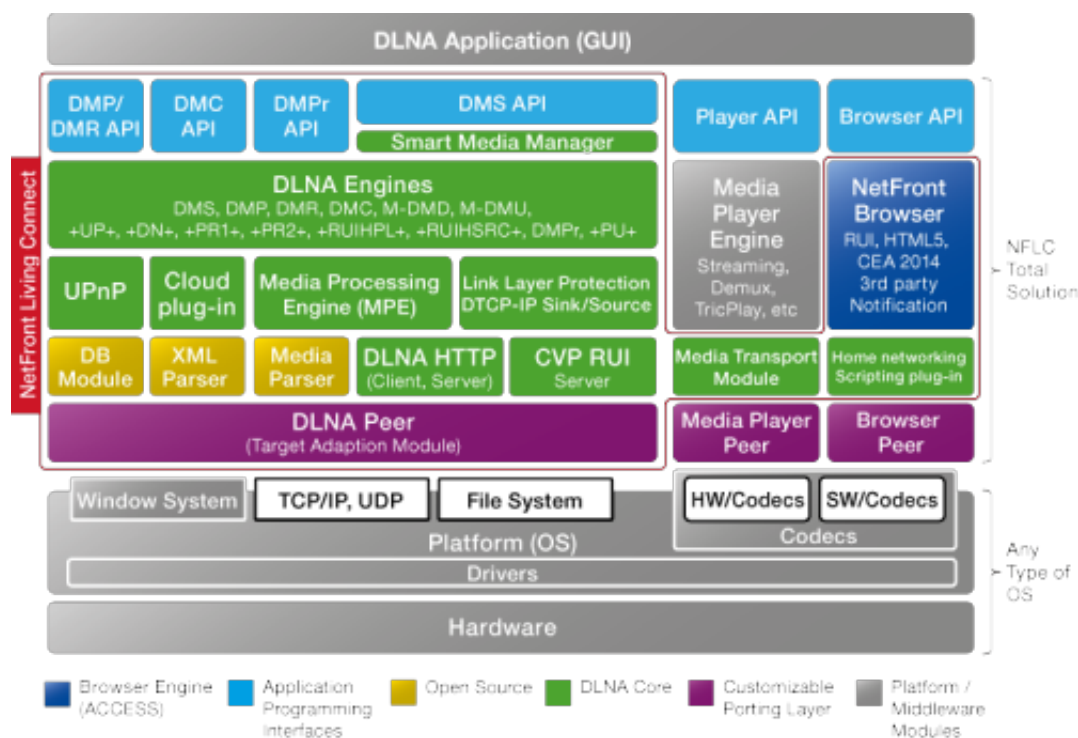 DLNA Application (GUI)
DMP/
DMR API
DMC
API
DMPr
API
DMS API
Smart Media Manager
Player API
Browser API
NetFront Living Connect
DLNA Engines
DMS, DMP, DMR, DMC, M-DMD, M-DMU,
+UP+, +DN+, +PR1+, +PR2+, +RUIHPL+, +RUIHSRC+, DMPr, +PU+
Media
Player
Engine
Streaming,
Demux,
TricPlay, etc
NetFront
Browser
RUI, HTML5,
CEA 2014
3rd party
Notification
UPnP
Cloud
plug-in
Media Processing
Engine (MPE)
Link Layer Protection
DTCP-IP Sink/Source
NFLC
Total
Solution
DB
Module
XML
Parser
Media
Parser
DLNA HTTP
(Client, Server)
CVP RUI
Server
Media Transport
Module
Home networking
Scripting plug-in
DLNA Peer
(Target Adaption Module)
Media Player
Peer
Browser
Peer
Window System
TCP/IP, UDP
File System
HW/Codecs
SW/Codecs
Codecs
Platform (OS)
Drivers
Any
Type of
OS
Hardware
Browser Engine
(ACCESS)
Application
Programming
Interfaces
Open Source
DLNA Core
Customizable
Porting Layer
Platform /
Middleware
Modules